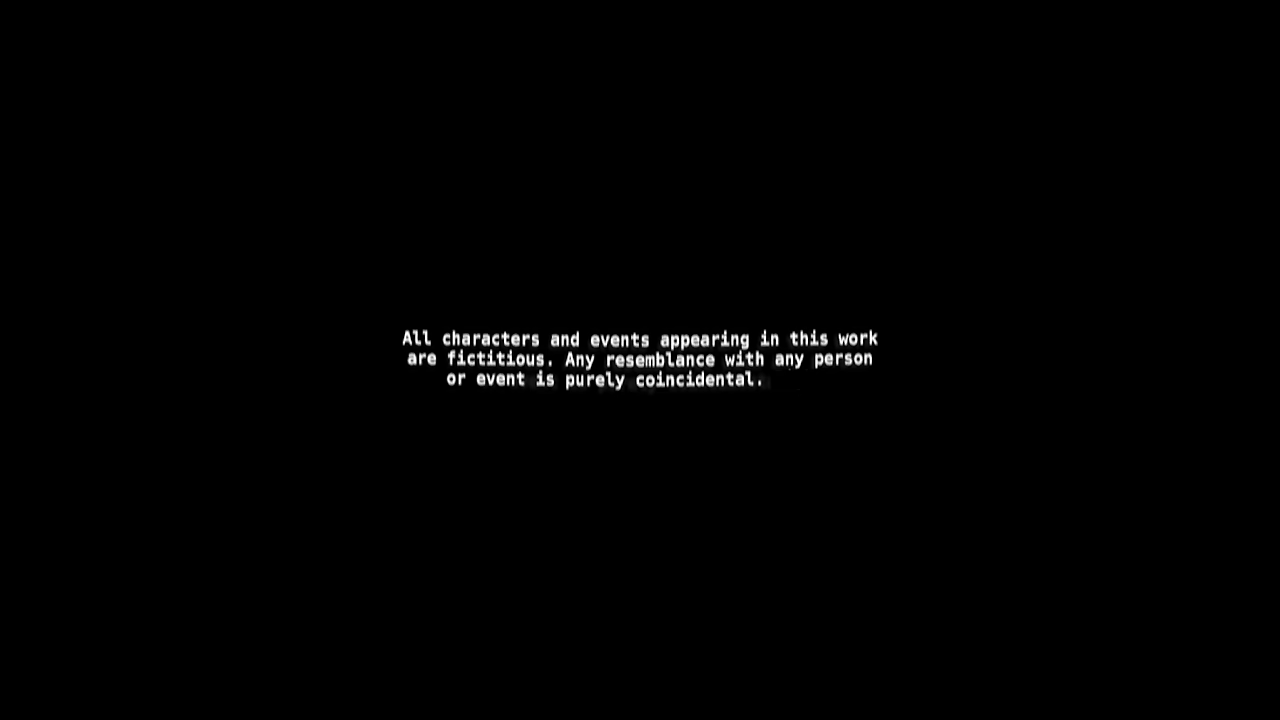 All characters and events appearing in this work
are fictitious. Any resemblance with any person
or event is purely coincidental.